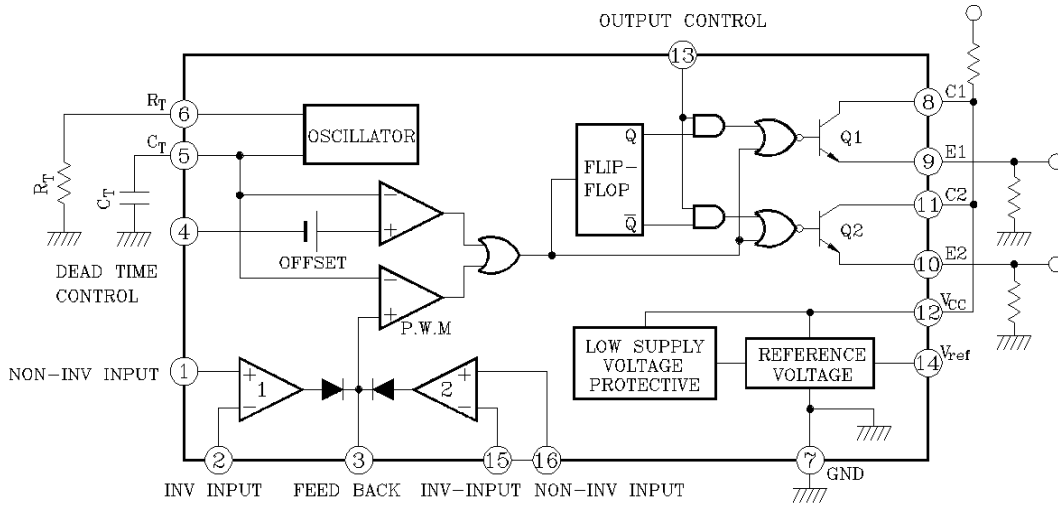 OUTPUT CONTROL
13
RT
6
OSCILLATOR
CT
5
RT
CT
4
OFFSET
DEAD TIME
CONTROL
-
+
-
+
P.W.M
FLIP-
FLOP
Q
Q̅
Q1
Q2
8
C1
9
E1
11
C2
10
E2
12
VCC
14
Vref
LOW SUPPLY
VOLTAGE
PROTECTIVE
REFERENCE
VOLTAGE
NON-INV INPUT
1
+
-
1
2
+
-
2
3
15
16
7
GND
INV INPUT
FEED BACK
INV-INPUT
NON-INV INPUT